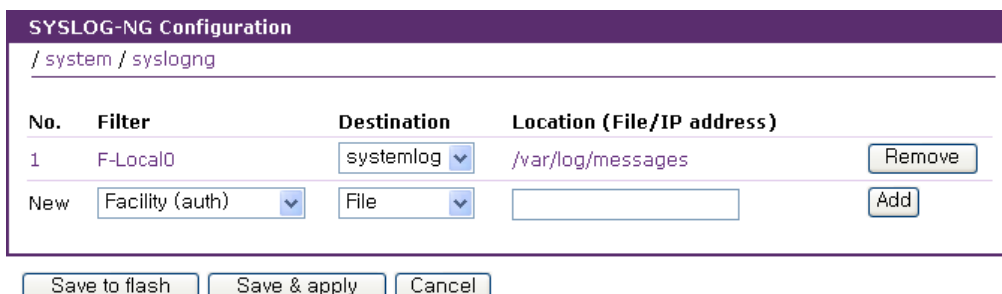 SYSLOG-NG Configuration
/ system / syslogng
No. Filter Destination Location (File/IP address)
1 F-Local0 systemlog /var/log/messages Remove
New Facility (auth) File Add
Save to flash Save & apply Cancel